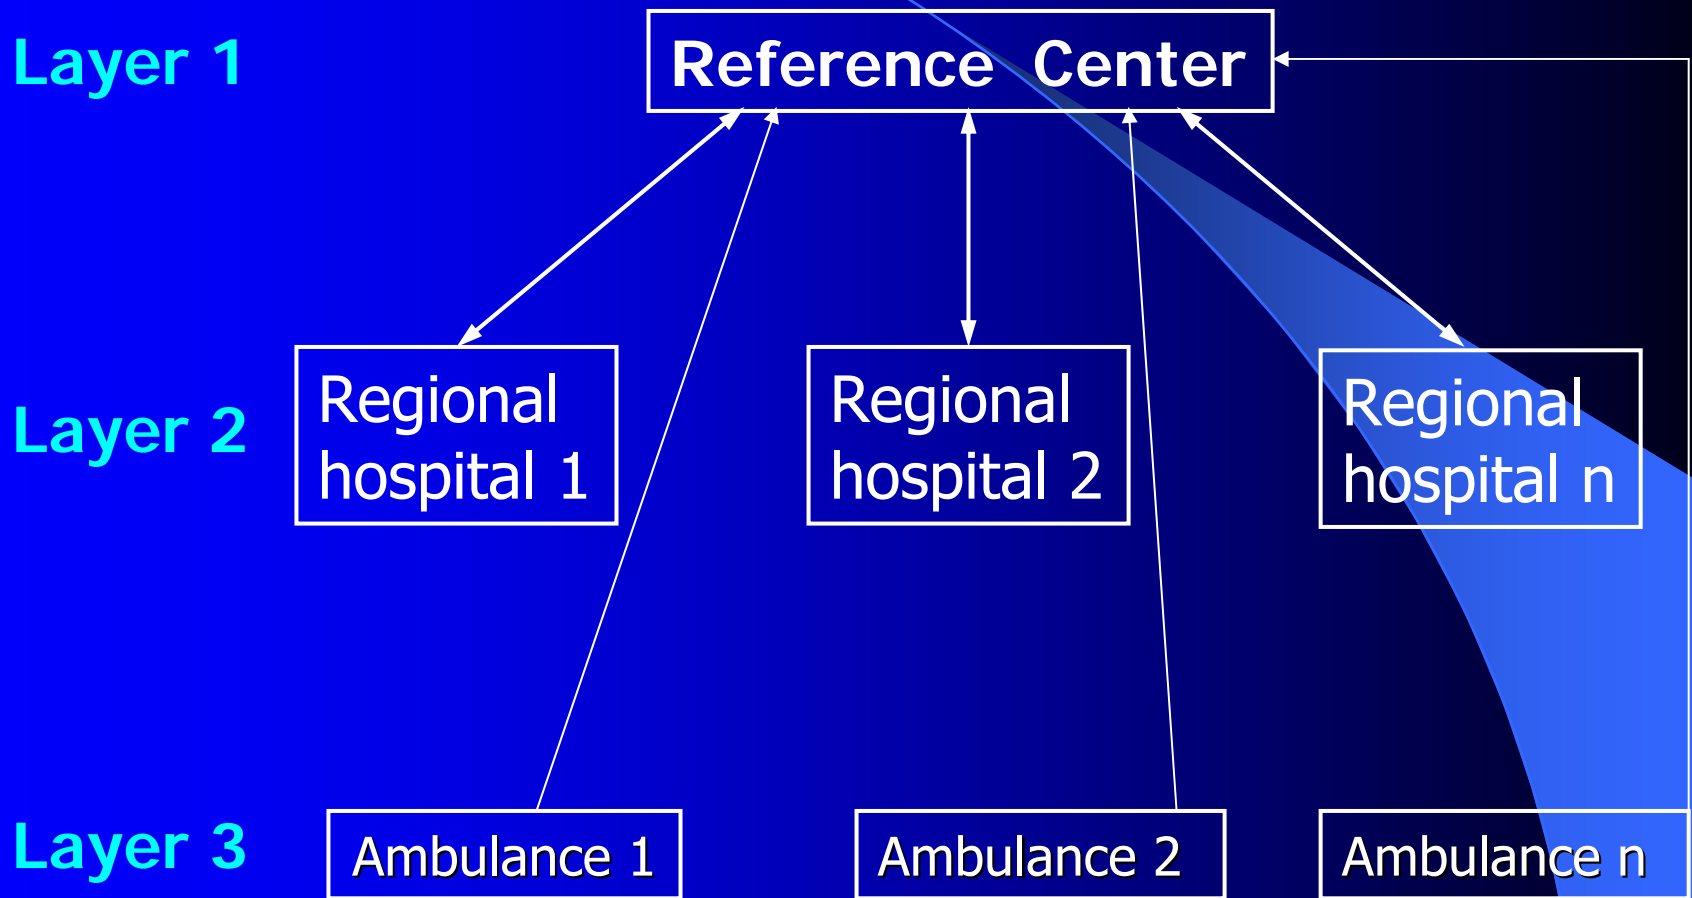 Layer 1
Reference Center
Layer 2
Regional
hospital 1
Regional
hospital 2
Regional
hospital n
Layer 3
Ambulance 1
Ambulance 2
Ambulance n